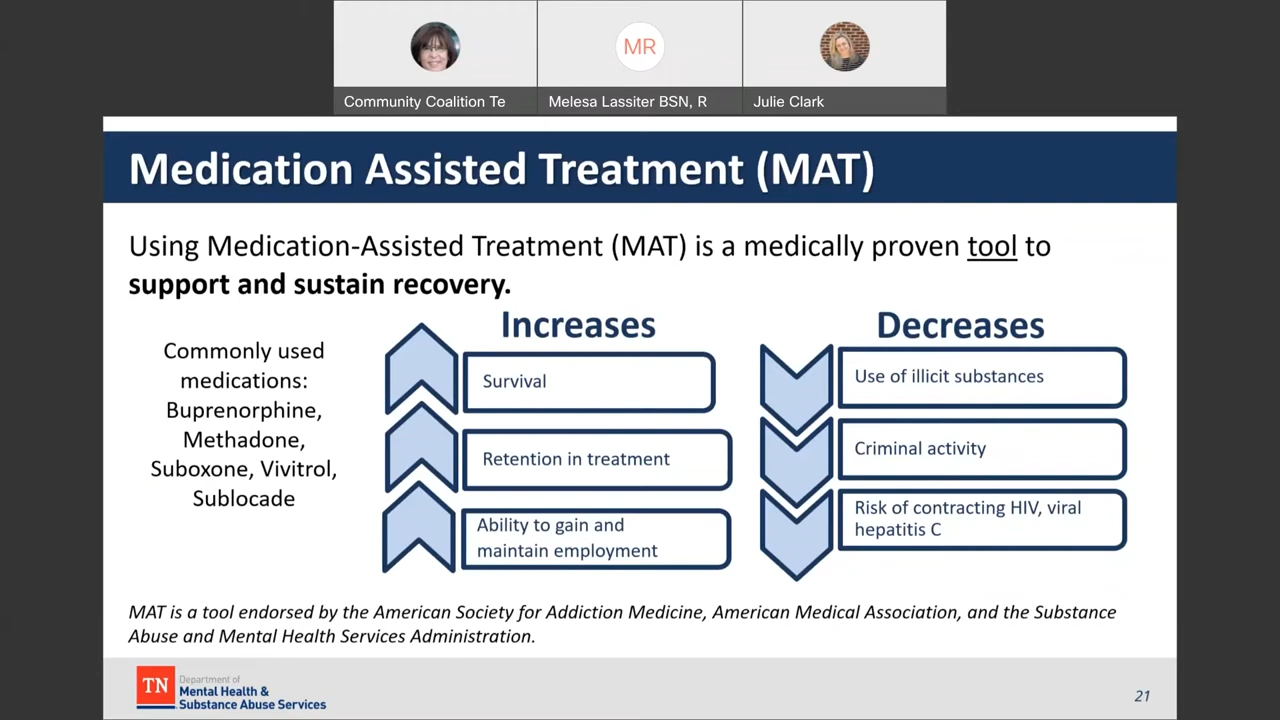 MR
Community Coalition Te
Melesa Lassiter BSN, R
Julie Clark
Medication Assisted Treatment (MAT)
Using Medication-Assisted Treatment (MAT) is a medically proven tool to
support and sustain recovery.
Commonly used
medications:
Buprenorphine,
Methadone,
Suboxone, Vivitrol,
Sublocade
Increases
Survival
Retention in treatment
Ability to gain and
maintain employment
Decreases
Use of illicit substances
Criminal activity
Risk of contracting HIV, viral
hepatitis C
MAT is a tool endorsed by the American Society for Addiction Medicine, American Medical Association, and the Substance
Abuse and Mental Health Services Administration.
TN
Department of
Mental Health &
Substance Abuse Services
21